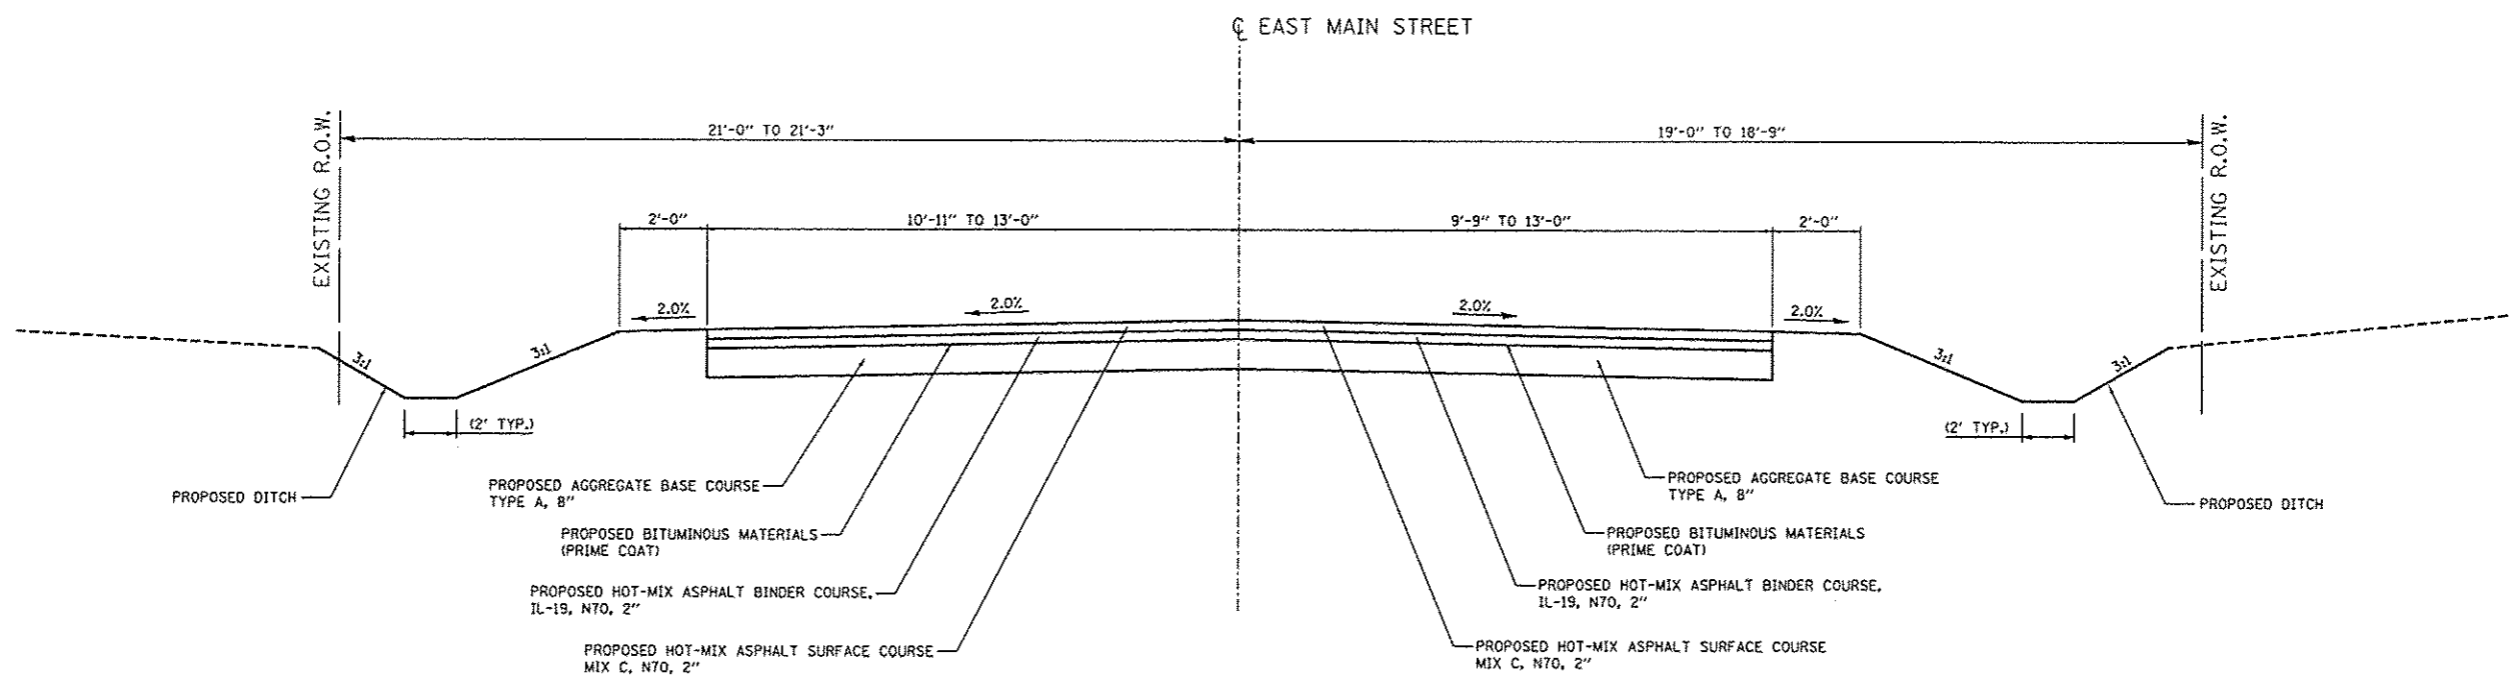 ℄ EAST MAIN STREET
EXISTING R.O.W.
21'-0" TO 21'-3"
19'-0" TO 18'-9"
EXISTING R.O.W.
2'-0"
10'-11" TO 13'-0"
9'-9" TO 13'-0"
2'-0"
2.0%
2.0%
2.0%
2.0%
3:1
3:1
3:1
3:1
(2' TYP.)
(2' TYP.)
PROPOSED DITCH
PROPOSED AGGREGATE BASE COURSE
TYPE A, 8"
PROPOSED BITUMINOUS MATERIALS
(PRIME COAT)
PROPOSED HOT-MIX ASPHALT BINDER COURSE,
IL-19, N70, 2"
PROPOSED HOT-MIX ASPHALT SURFACE COURSE
MIX C, N70, 2"
PROPOSED AGGREGATE BASE COURSE
TYPE A, 8"
PROPOSED DITCH
PROPOSED BITUMINOUS MATERIALS
(PRIME COAT)
PROPOSED HOT-MIX ASPHALT BINDER COURSE,
IL-19, N70, 2"
PROPOSED HOT-MIX ASPHALT SURFACE COURSE
MIX C, N70, 2"